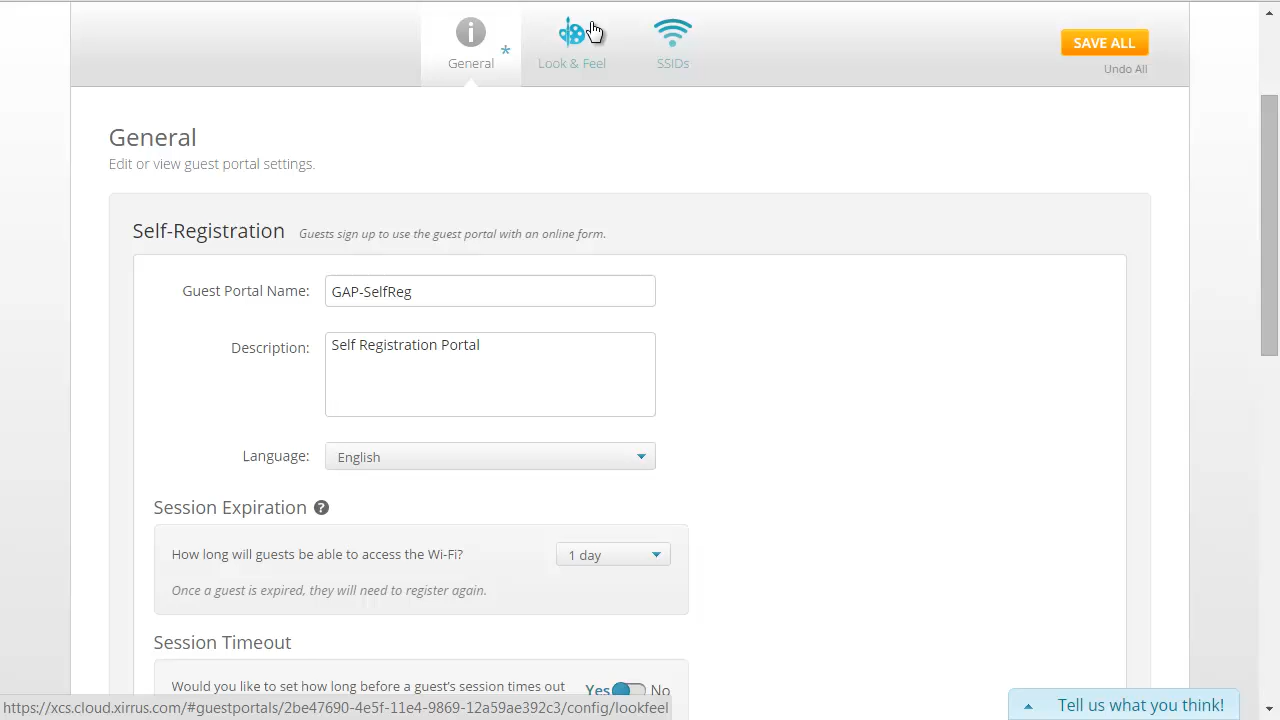 General *
Look & Feel
SSIDs
SAVE ALL
Undo All
General
Edit or view guest portal settings.
Self-Registration Guests sign up to use the guest portal with an online form.
Guest Portal Name: GAP-SelfReg
Description: Self Registration Portal
Language: English
Session Expiration ?
How long will guests be able to access the Wi-Fi? 1 day
Once a guest is expired, they will need to register again.
Session Timeout
Would you like to set how long before a guest's session times out Yes No
https://xcs.cloud.xirrus.com/#guestportals/2be47690-4e5f-11e4-9869-12a59ae392c3/config/lookfeel
Tell us what you think!